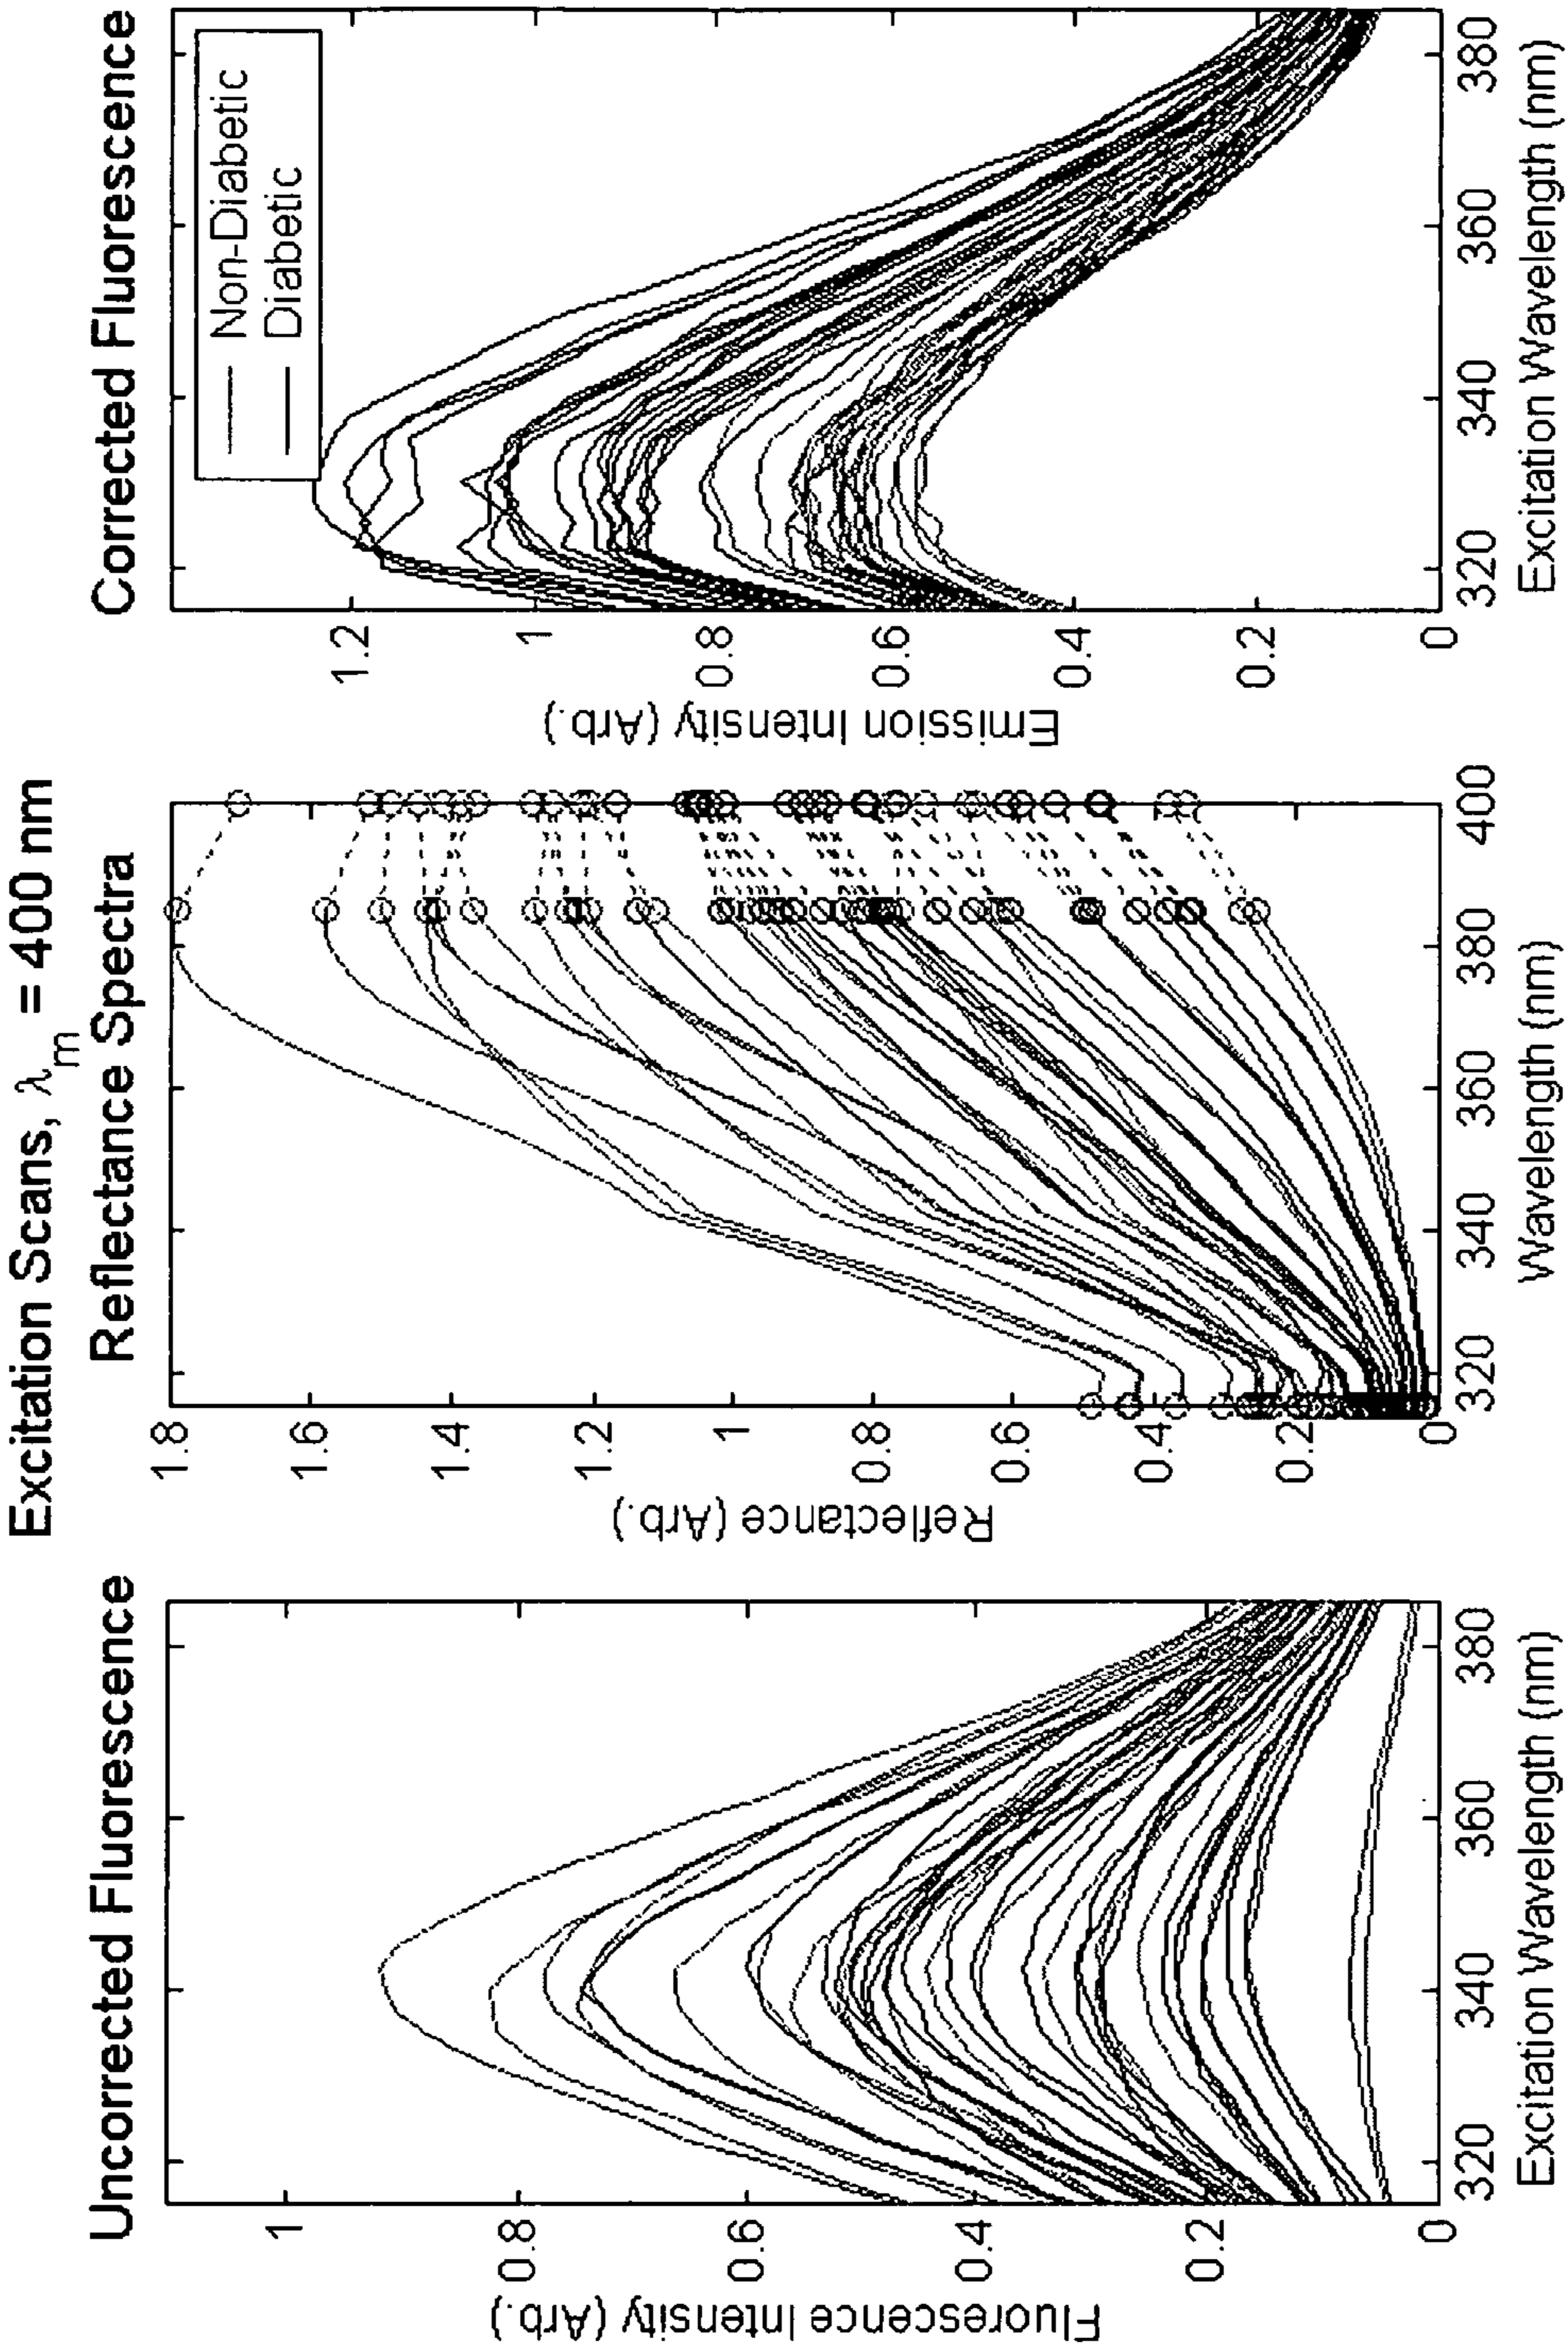 Excitation Scans, λm = 400 nm
Uncorrected Fluorescence
Fluorescence Intensity (Arb.)
1
0.8
0.6
0.4
0.2
0
320 340 360 380
Excitation Wavelength (nm)
Reflectance Spectra
Reflectance (Arb.)
1.8
1.6
1.4
1.2
1
0.8
0.6
0.4
0.2
0
320 340 360 380 400
Wavelength (nm)
Corrected Fluorescence
Non-Diabetic
Diabetic
Emission Intensity (Arb.)
1.2
1
0.8
0.6
0.4
0.2
0
320 340 360 380
Excitation Wavelength (nm)